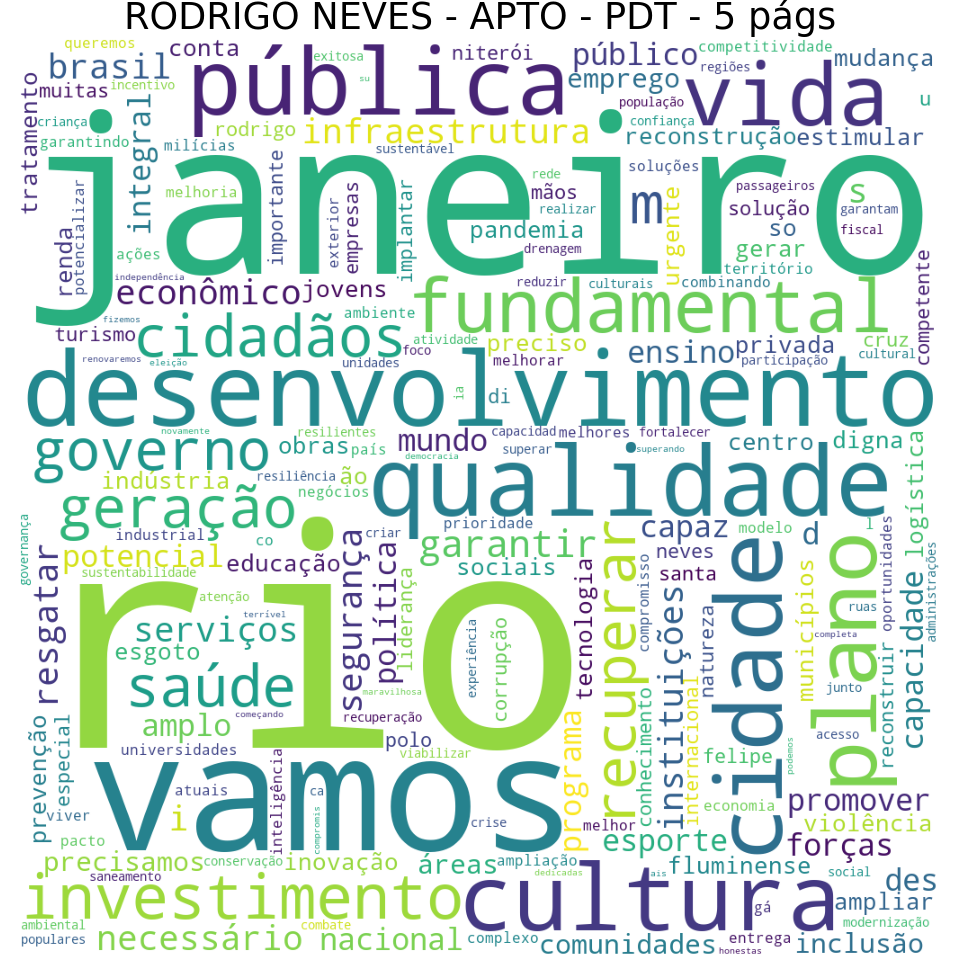 RODRIGO NEVES - APTO - PDT - 5 págs
queremos
conta
exitosa
niterói
público
competitividade
mudança
brasil
pública
su
emprego
regiões
vida
muitas
incentivo
população
u
tratamento
criança
integral
rodrigo
infraestrutura
confiança
reconstrução
estimular
garantindo
milícias
sustentável
janeiro
soluções
melhoria
importante
rede
mãos
m
urgente
passageiros
s
renda
potencializar
exterior
empresas
implantar
realizar
solução
garantam
pandemia
so
fiscal
ações
drenagem
gerar
território
independência
econômico
jovens
reduzir
culturais
combinando
competente
fundamental
fizemos
ambiente
turismo
cidadãos
atividade
preciso
ensino
privada
cruz
renovaremos
eleição
unidades
foco
melhorar
participação
cultural
desenvolvimento
ia
di
novamente
resilientes
mundo
capacidad
melhores
fortalecer
centro
digna
governo
obras
país
democracia
superar
superando
qualidade
logística
indústria
resiliência
ão
negócios
geração
governança
industrial
co
criar
prioridade
capaz
modelo
d
l
plano
capacidade
oportunidades
administrações
resgatar
potencial
educação
segurança
política
garantir
recuperar
neves
cidade
sustentabilidade
sociais
tecnologia
compromisso
santa
rio
atenção
liderança
municípios
ruas
terrível
serviços
experiência
corrupção
instituições
natureza
completa
esgoto
saúde
maravilhosa
junto
reconstruir
começando
recuperação
internacional
amplo
programa
conhecimento
acesso
prevenção
especial
universidades
polo
viabilizar
felipe
podemos
vamos
inteligência
atuais
ca
economia
promover
viver
i
compromis
crise
melhor
violência
pacto
esporte
forças
precisamos
conservação
inovação
áreas
ampliação
fluminense
social
saneamento
dedicadas
ais
des
investimento
cultura
gá
ampliar
ambiental
combate
modernização
populares
necessário
nacional
complexo
comunidades
entrega
honestas
inclusão